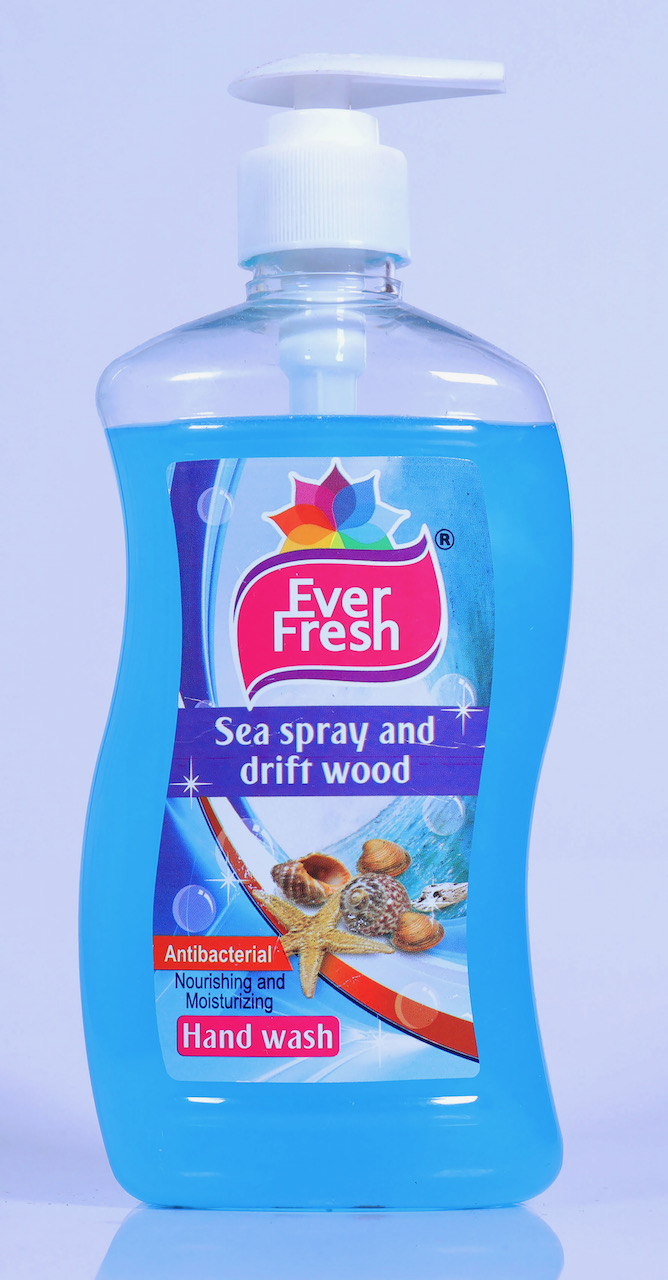 ®
Ever
Fresh
Sea spray and
drift wood
Antibacterial
Nourishing and
Moisturizing
Hand wash